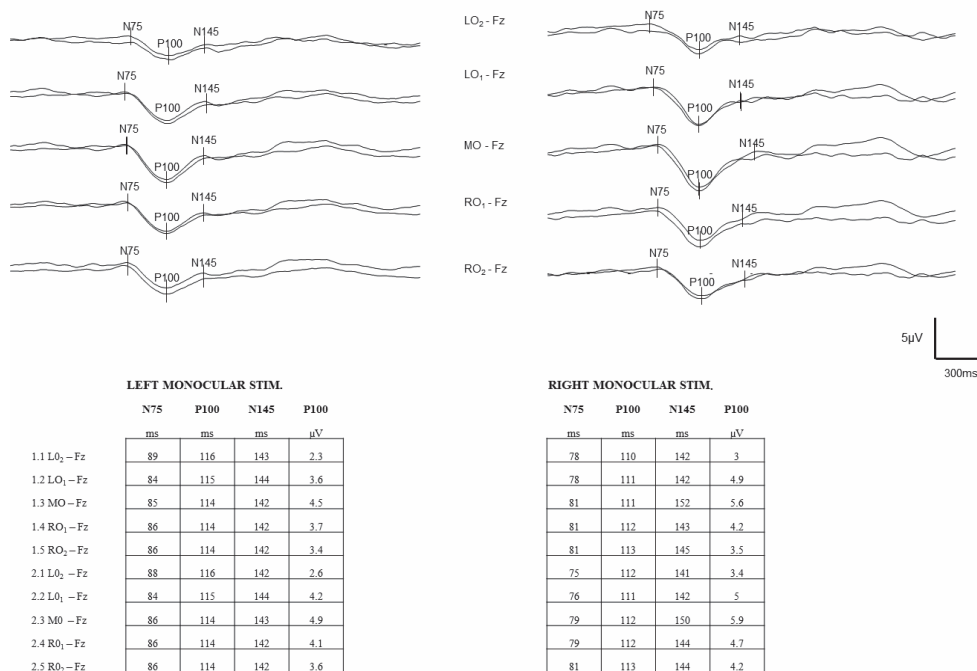 N75 P100 N145 LO2 - Fz N75 P100 N145
N75 P100 N145 LO1 - Fz N75 P100 N145
N75 P100 N145 MO - Fz N75 P100 N145
N75 P100 N145 RO1 - Fz N75 P100 N145
N75 P100 N145 RO2 - Fz N75 P100 N145
5µV
300ms
LEFT MONOCULAR STIM. RIGHT MONOCULAR STIM.
N75 P100 N145 P100 N75 P100 N145 P100
ms ms ms µV ms ms ms µV
1.1 L02 – Fz 89 116 143 2.3 78 110 142 3
1.2 LO1 – Fz 84 115 144 3.6 78 111 142 4.9
1.3 MO – Fz 85 114 142 4.5 81 111 152 5.6
1.4 RO1 – Fz 86 114 142 3.7 81 112 143 4.2
1.5 RO2 – Fz 86 114 142 3.4 81 113 145 3.5
2.1 L02 – Fz 88 116 142 2.6 75 112 141 3.4
2.2 L01 – Fz 84 115 144 4.2 76 111 142 5
2.3 M0 – Fz 86 114 143 4.9 79 112 150 5.9
2.4 R01 – Fz 86 114 142 4.1 79 112 144 4.7
2.5 R02 – Fz 86 114 142 3.6 81 113 144 4.2